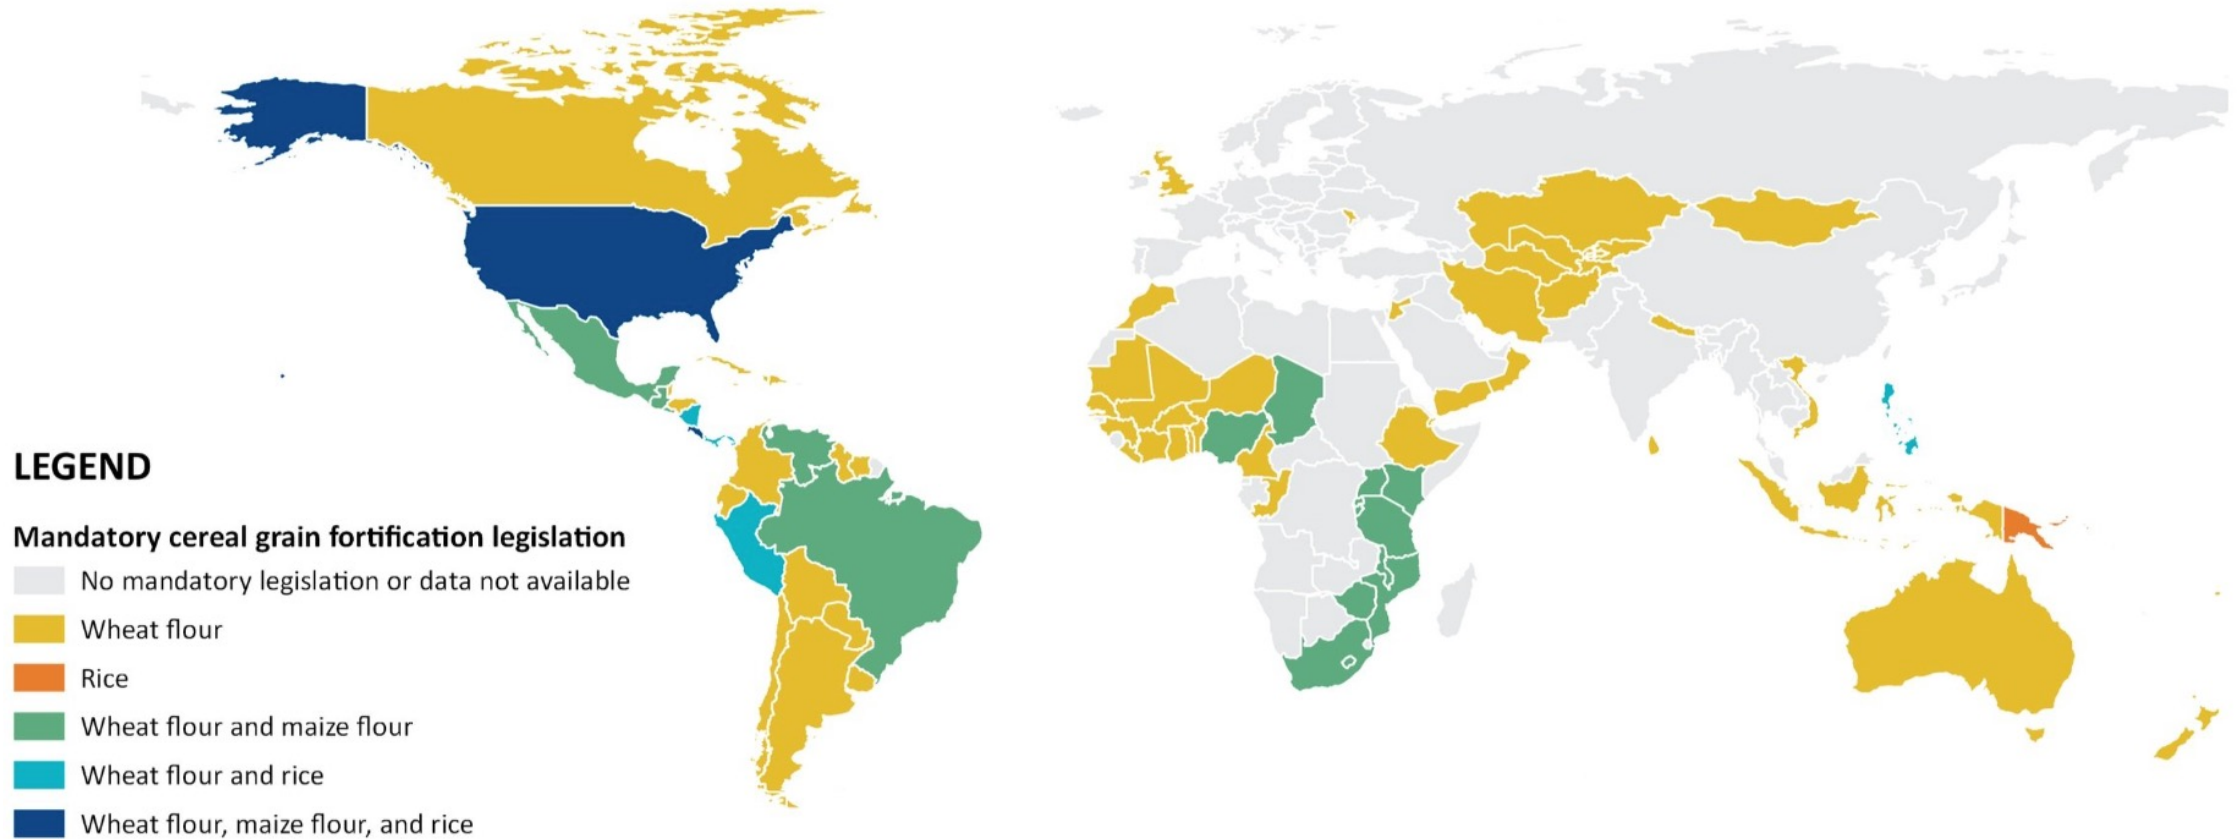 LEGEND
Mandatory cereal grain fortification legislation
No mandatory legislation or data not available
Wheat flour
Rice
Wheat flour and maize flour
Wheat flour and rice
Wheat flour, maize flour, and rice